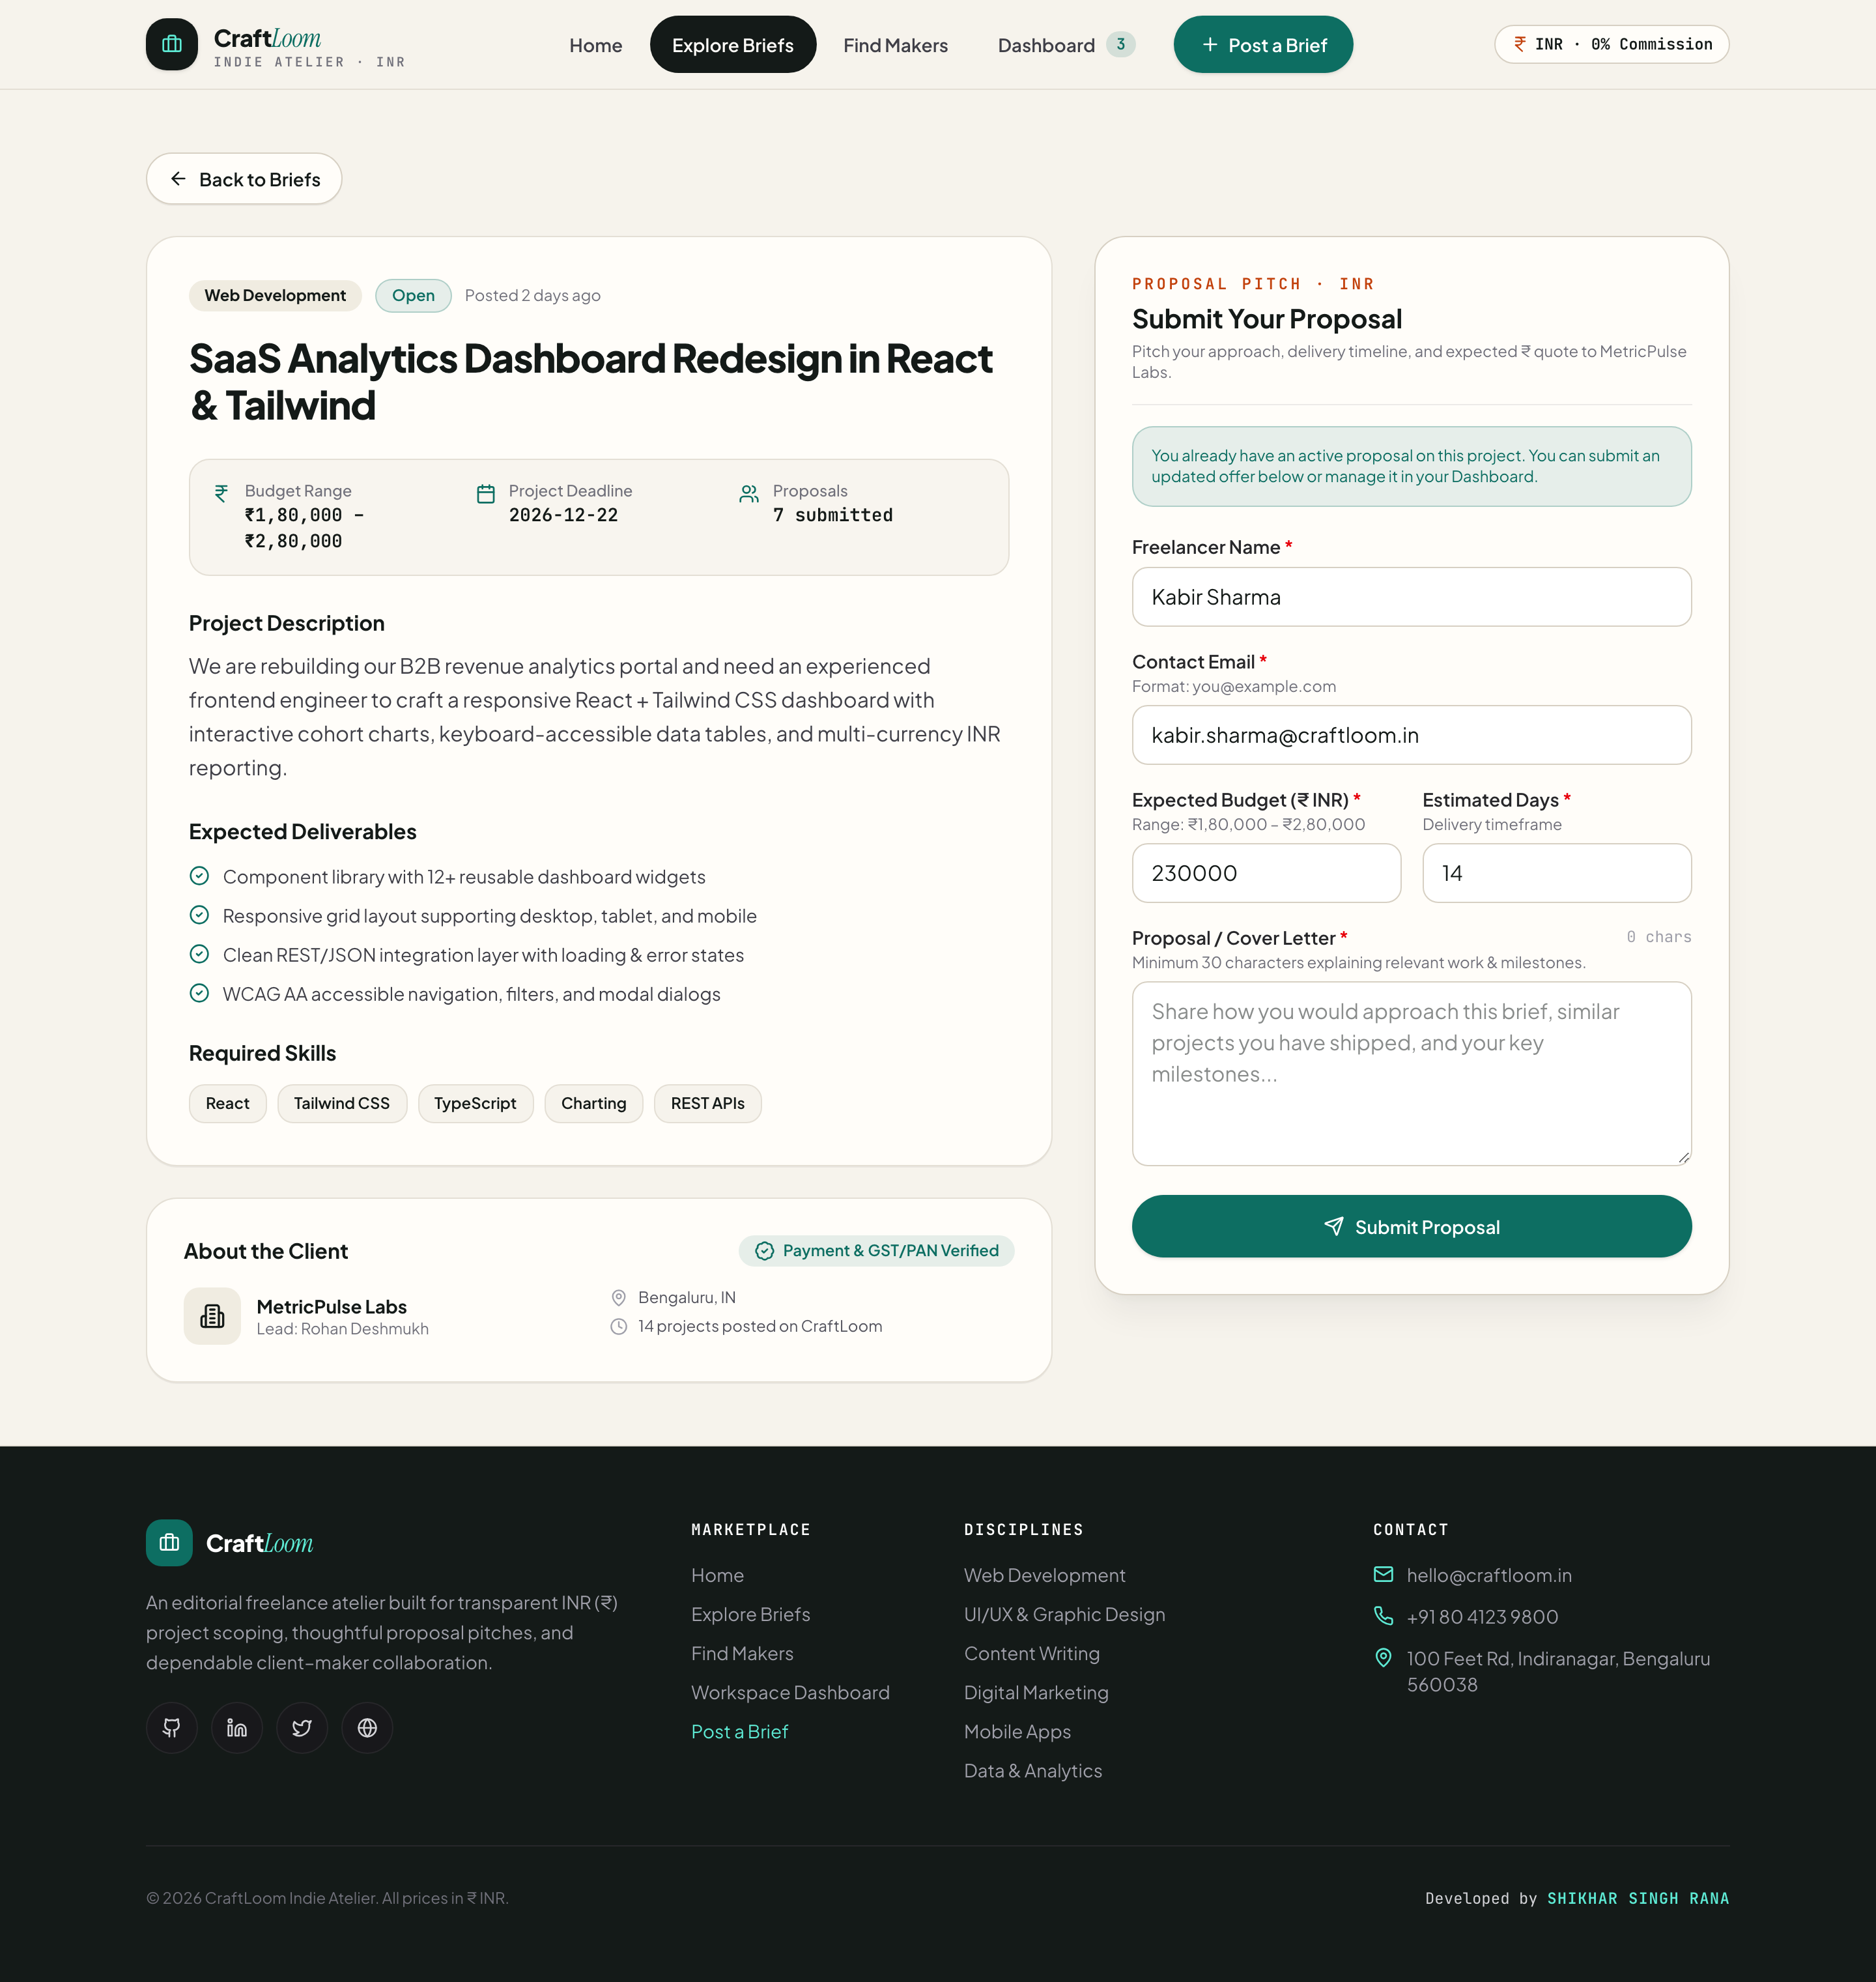 CraftLoom
INDIE ATELIER · INR
Home
Explore Briefs
Find Makers
Dashboard 3
Post a Brief
₹ INR · 0% Commission
Back to Briefs
Web Development
Open
Posted 2 days ago
SaaS Analytics Dashboard Redesign in React
& Tailwind
Budget Range
₹1,80,000 –
₹2,80,000
Project Deadline
2026-12-22
Proposals
7 submitted
Project Description
We are rebuilding our B2B revenue analytics portal and need an experienced
frontend engineer to craft a responsive React + Tailwind CSS dashboard with
interactive cohort charts, keyboard-accessible data tables, and multi-currency INR
reporting.
Expected Deliverables
Component library with 12+ reusable dashboard widgets
Responsive grid layout supporting desktop, tablet, and mobile
Clean REST/JSON integration layer with loading & error states
WCAG AA accessible navigation, filters, and modal dialogs
Required Skills
React
Tailwind CSS
TypeScript
Charting
REST APIs
About the Client
Payment & GST/PAN Verified
MetricPulse Labs
Lead: Rohan Deshmukh
Bengaluru, IN
14 projects posted on CraftLoom
PROPOSAL PITCH · INR
Submit Your Proposal
Pitch your approach, delivery timeline, and expected ₹ quote to MetricPulse
Labs.
You already have an active proposal on this project. You can submit an
updated offer below or manage it in your Dashboard.
Freelancer Name *
Kabir Sharma
Contact Email *
Format: you@example.com
kabir.sharma@craftloom.in
Expected Budget (₹ INR) *
Range: ₹1,80,000 – ₹2,80,000
230000
Estimated Days *
Delivery timeframe
14
Proposal / Cover Letter *
0 chars
Minimum 30 characters explaining relevant work & milestones.
Share how you would approach this brief, similar
projects you have shipped, and your key
milestones...
Submit Proposal
CraftLoom
An editorial freelance atelier built for transparent INR (₹)
project scoping, thoughtful proposal pitches, and
dependable client–maker collaboration.
MARKETPLACE
Home
Explore Briefs
Find Makers
Workspace Dashboard
Post a Brief
DISCIPLINES
Web Development
UI/UX & Graphic Design
Content Writing
Digital Marketing
Mobile Apps
Data & Analytics
CONTACT
hello@craftloom.in
+91 80 4123 9800
100 Feet Rd, Indiranagar, Bengaluru
560038
© 2026 CraftLoom Indie Atelier. All prices in ₹ INR.
Developed by SHIKHAR SINGH RANA